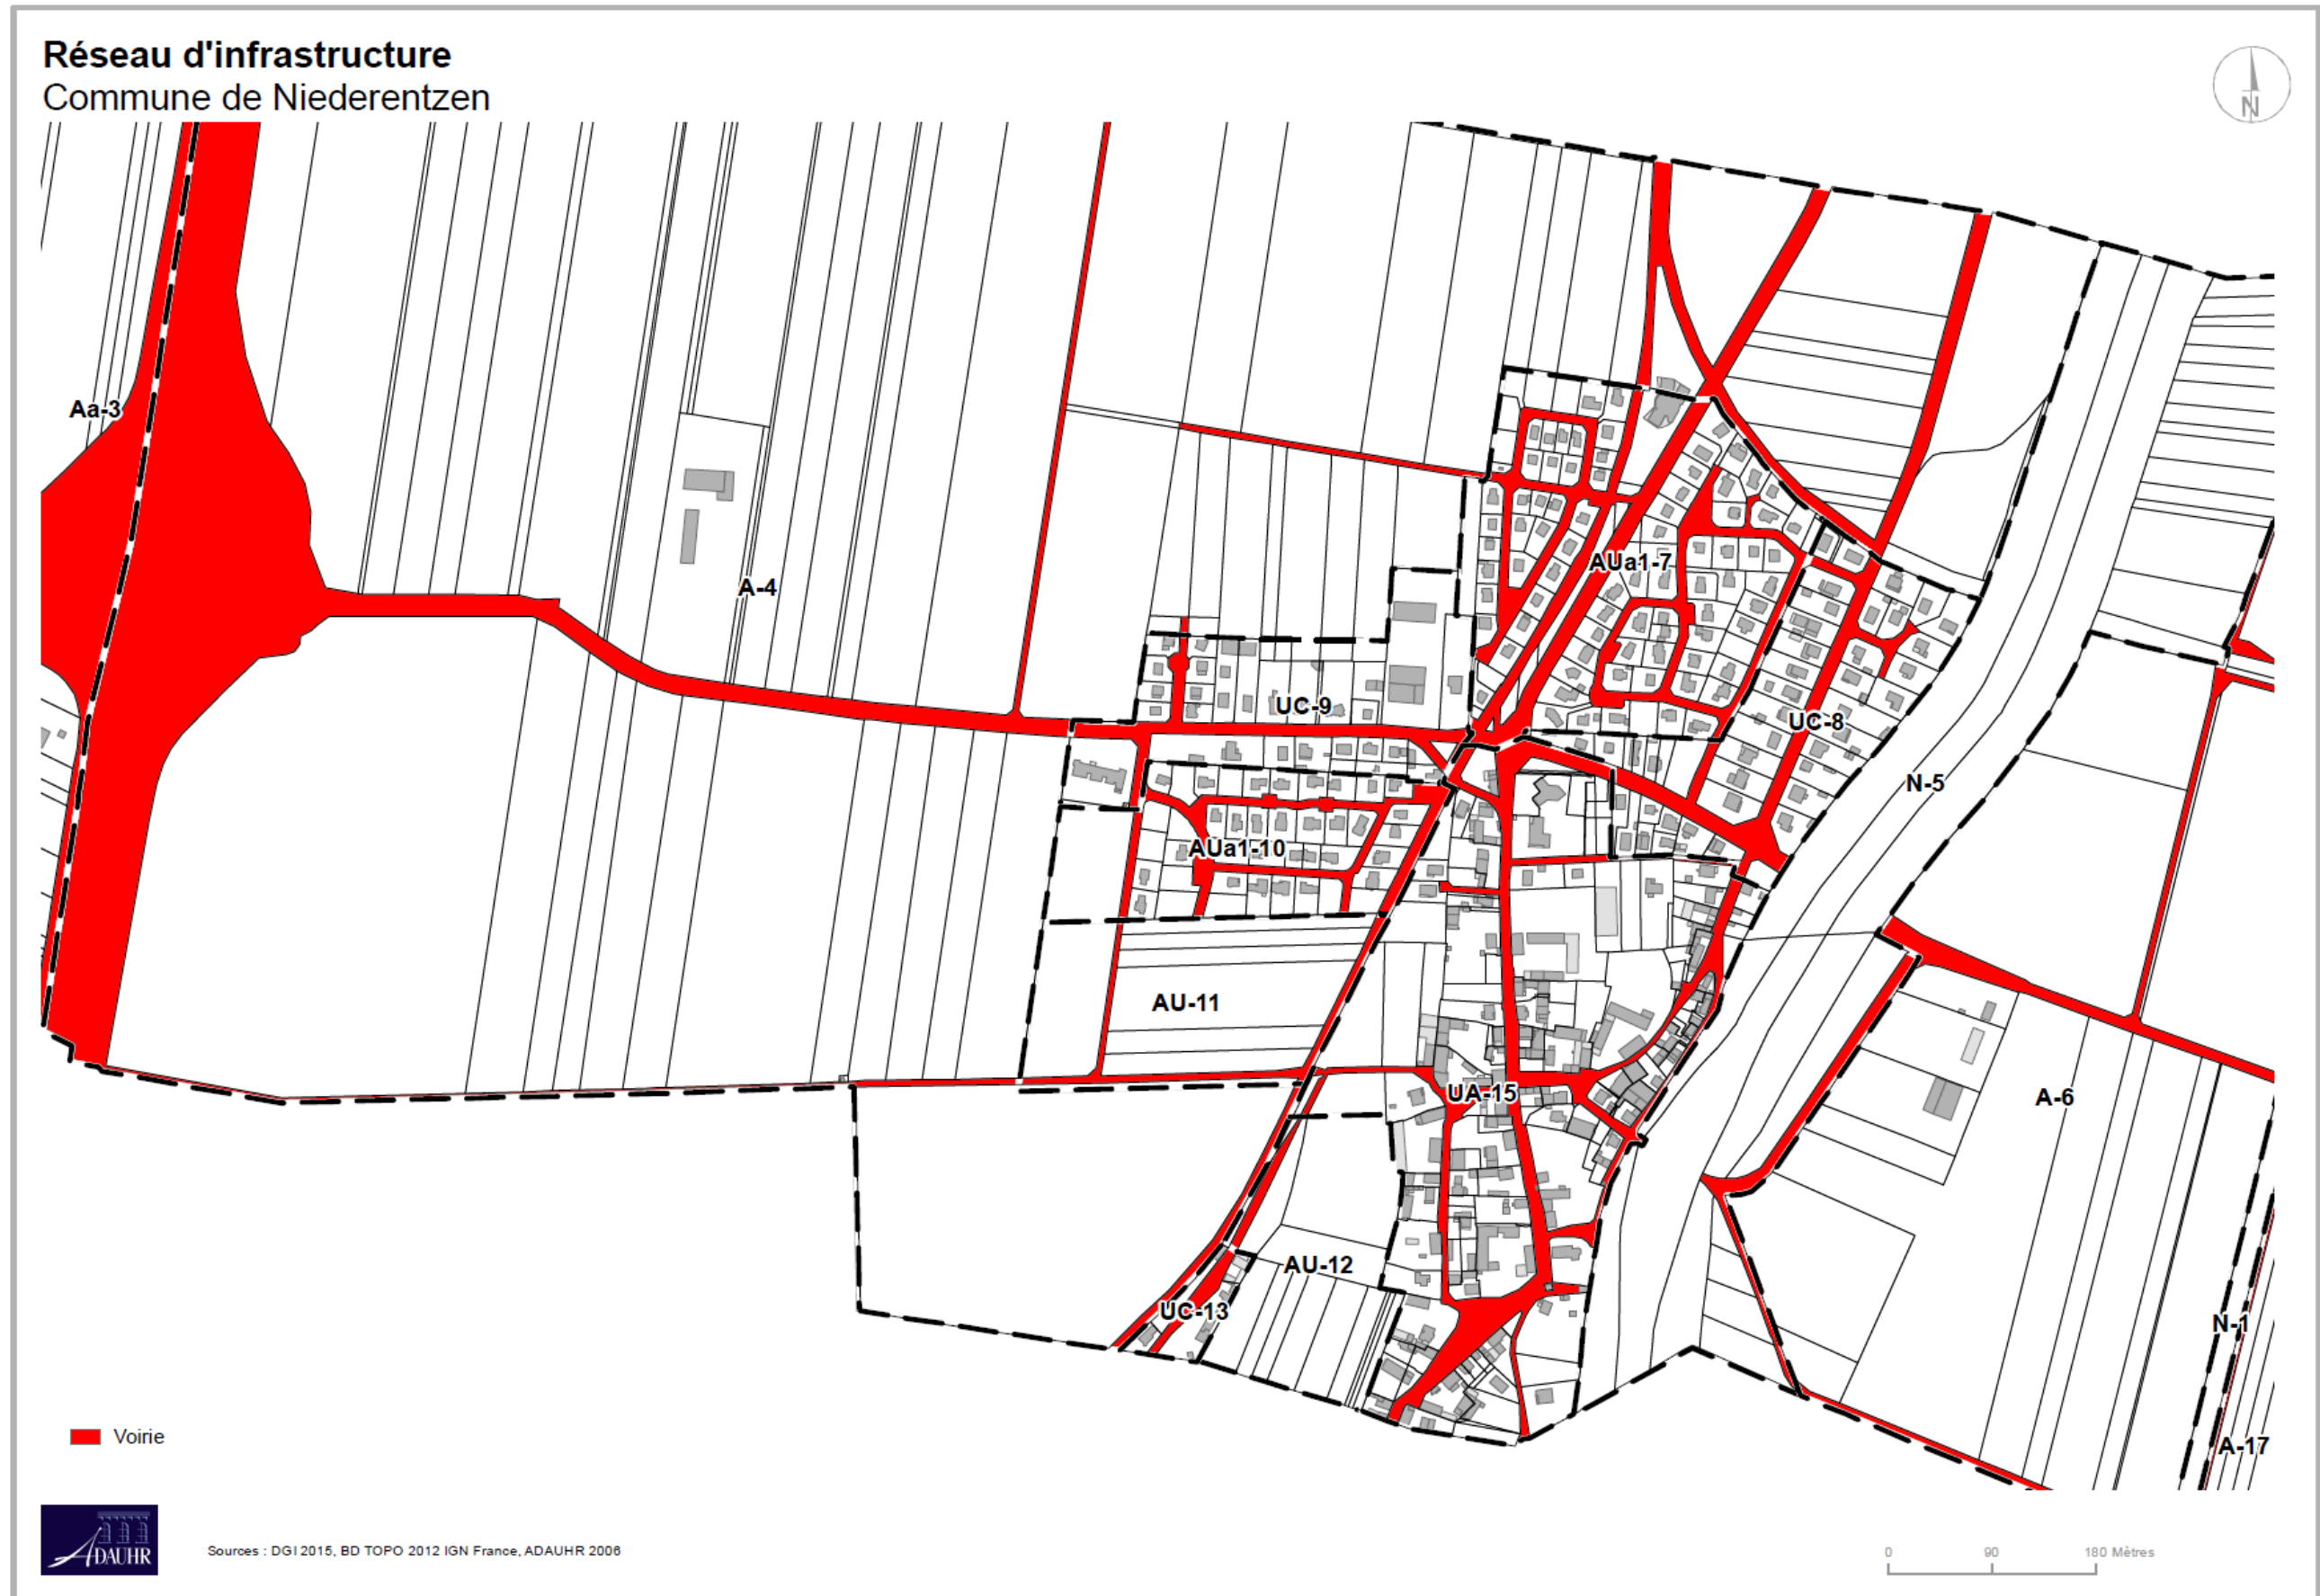 Réseau d'infrastructure
Commune de Niederentzen
N
Aa-3
A-4
AUa1-7
UC-9
UC-8
N-5
AUa1-10
AU-11
UA-15
A-6
AU-12
UC-13
N-1
A-17
Voirie
ADAUHR
Sources : DGI 2015, BD TOPO 2012 IGN France, ADAUHR 2006
0 90 180 Mètres